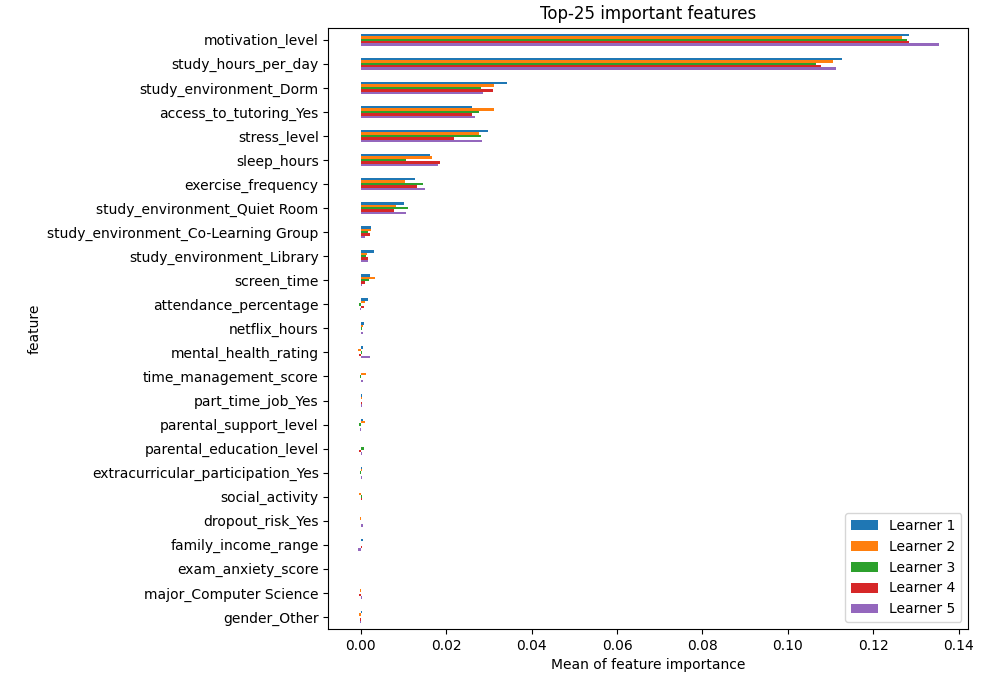 Top-25 important features
motivation_level
study_hours_per_day
study_environment_Dorm
access_to_tutoring_Yes
stress_level
sleep_hours
exercise_frequency
study_environment_Quiet Room
study_environment_Co-Learning Group
study_environment_Library
screen_time
attendance_percentage
netflix_hours
mental_health_rating
time_management_score
part_time_job_Yes
parental_support_level
parental_education_level
extracurricular_participation_Yes
social_activity
dropout_risk_Yes
family_income_range
exam_anxiety_score
major_Computer Science
gender_Other
feature
Learner 1
Learner 2
Learner 3
Learner 4
Learner 5
0.00 0.02 0.04 0.06 0.08 0.10 0.12 0.14
Mean of feature importance